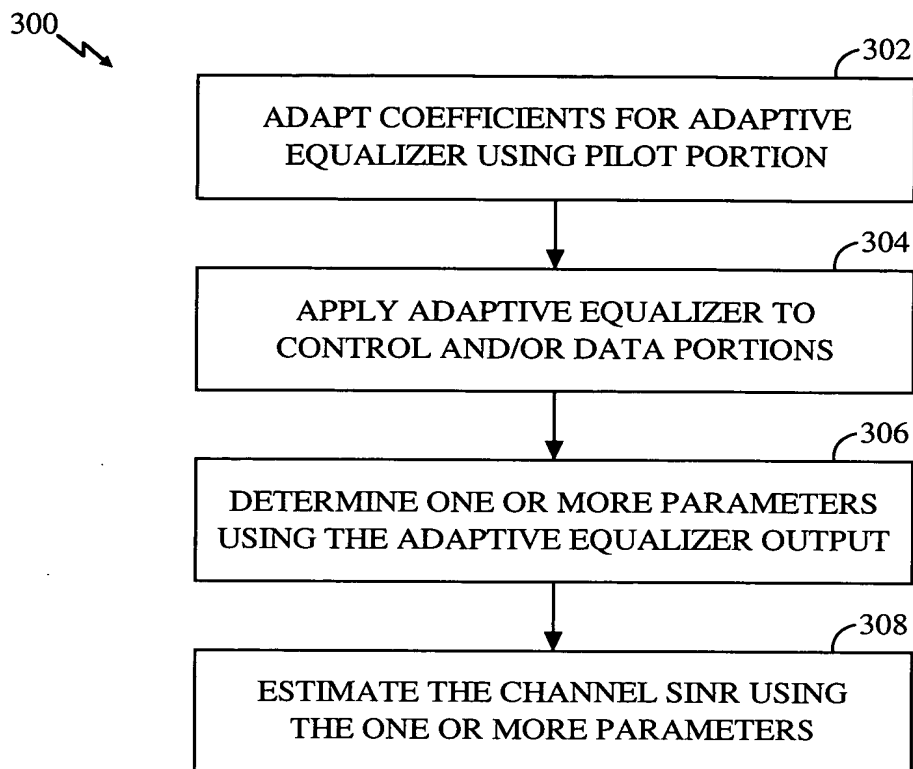 300
302
ADAPT COEFFICIENTS FOR ADAPTIVE
EQUALIZER USING PILOT PORTION
304
APPLY ADAPTIVE EQUALIZER TO
CONTROL AND/OR DATA PORTIONS
306
DETERMINE ONE OR MORE PARAMETERS
USING THE ADAPTIVE EQUALIZER OUTPUT
308
ESTIMATE THE CHANNEL SINR USING
THE ONE OR MORE PARAMETERS